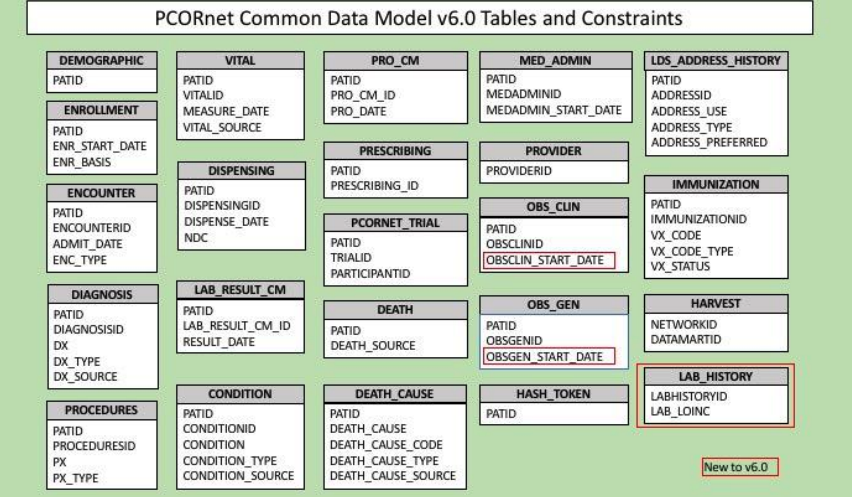 PCORnet Common Data Model v6.0 Tables and Constraints
DEMOGRAPHIC
PATID
ENROLLMENT
PATID
ENR_START_DATE
ENR_BASIS
ENCOUNTER
PATID
ENCOUNTERID
ADMIT_DATE
ENC_TYPE
DIAGNOSIS
PATID
DIAGNOSISID
DX
DX_TYPE
DX_SOURCE
PROCEDURES
PATID
PROCEDURESID
PX
PX_TYPE
VITAL
PATID
VITALID
MEASURE_DATE
VITAL_SOURCE
DISPENSING
PATID
DISPENSINGID
DISPENSE_DATE
NDC
LAB_RESULT_CM
PATID
LAB_RESULT_CM_ID
RESULT_DATE
CONDITION
PATID
CONDITIONID
CONDITION
CONDITION_TYPE
CONDITION_SOURCE
PRO_CM
PATID
PRO_CM_ID
PRO_DATE
PRESCRIBING
PATID
PRESCRIBING_ID
PCORNET_TRIAL
PATID
TRIALID
PARTICIPANTID
DEATH
PATID
DEATH_SOURCE
DEATH_CAUSE
PATID
DEATH_CAUSE
DEATH_CAUSE_CODE
DEATH_CAUSE_TYPE
DEATH_CAUSE_SOURCE
MED_ADMIN
PATID
MEDADMINID
MEDADMIN_START_DATE
PROVIDER
PROVIDERID
OBS_CLIN
PATID
OBSCLINID
OBSCLIN_START_DATE
OBS_GEN
PATID
OBSGENID
OBSGEN_START_DATE
HASH_TOKEN
PATID
LDS_ADDRESS_HISTORY
PATID
ADDRESSID
ADDRESS_USE
ADDRESS_TYPE
ADDRESS_PREFERRED
IMMUNIZATION
PATID
IMMUNIZATIONID
VX_CODE
VX_CODE_TYPE
VX_STATUS
HARVEST
NETWORKID
DATAMARTID
LAB_HISTORY
LABHISTORYID
LAB_LOINC
New to v6.0